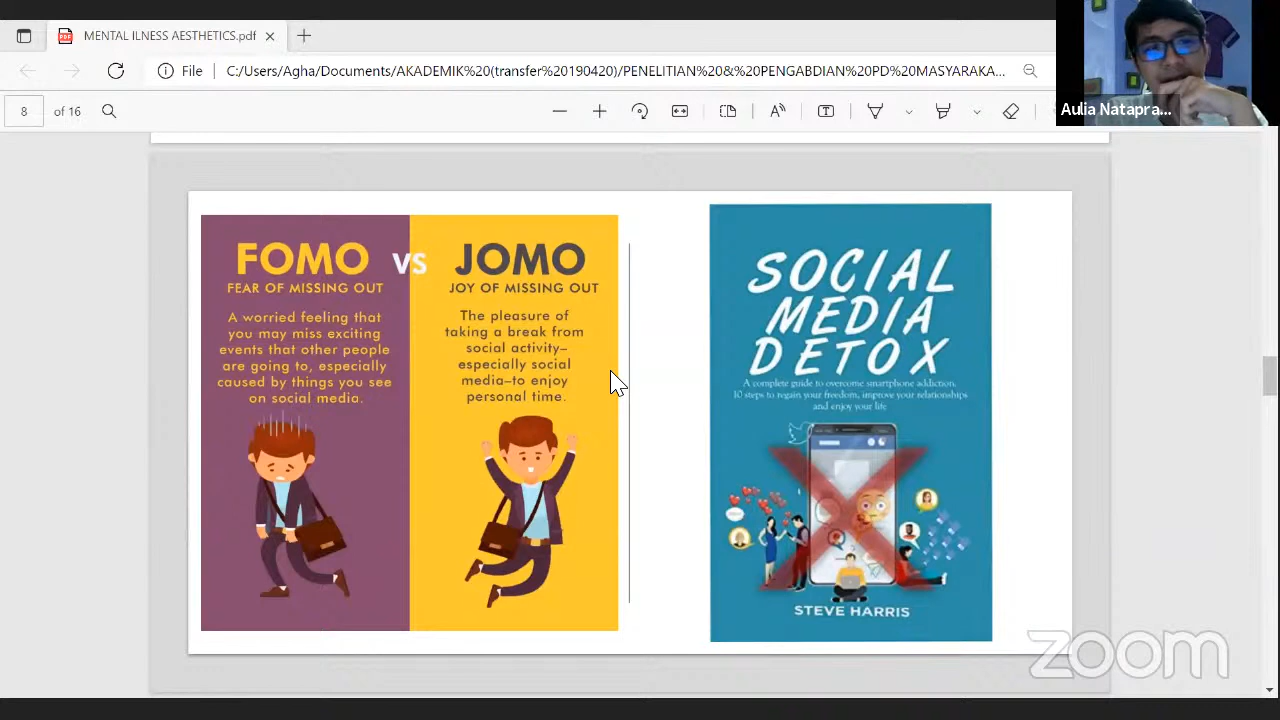 MENTAL ILNESS AESTHETICS.pdf
File
C:/Users/Agha/Documents/AKADEMIK%20(transfer%20190420)/PENELITIAN%20&%20PENGABDIAN%20PD%20MASYARAKA...
8 of 16
Aulia Natapra...
FOMO VS JOMO
FEAR OF MISSING OUT
A worried feeling that
you may miss exciting
events that other people
are going to, especially
caused by things you see
on social media.
JOY OF MISSING OUT
The pleasure of
taking a break from
social activity–
especially social
media–to enjoy
personal time.
SOCIAL
MEDIA
DETOX
A complete guide to overcome smartphone addiction.
10 steps to regain your freedom, improve your relationships
and enjoy your life
STEVE HARRIS
zoom